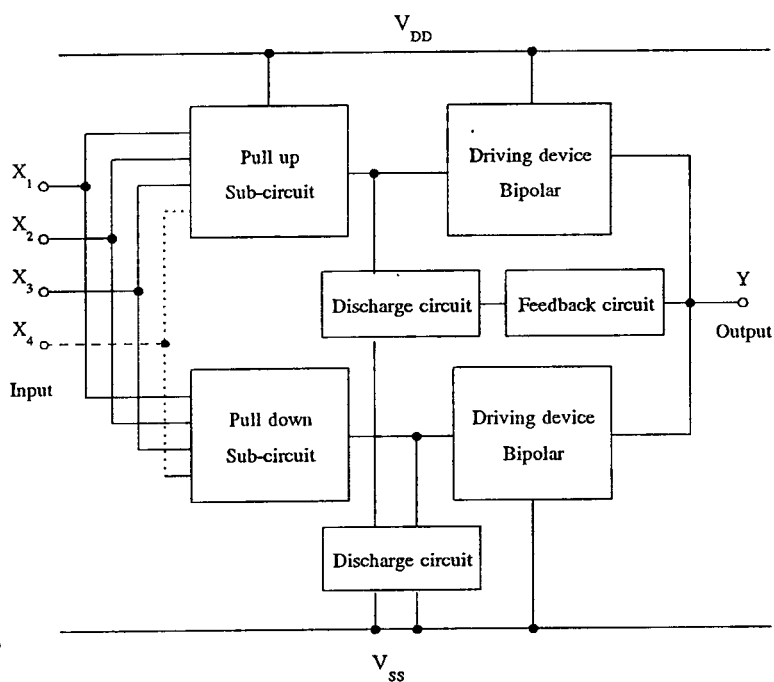 V_DD
Pull up
Sub-circuit
Driving device
Bipolar
X_1
X_2
X_3
X_4
Input
Discharge circuit
Feedback circuit
Y
Output
Pull down
Sub-circuit
Driving device
Bipolar
Discharge circuit
V_SS